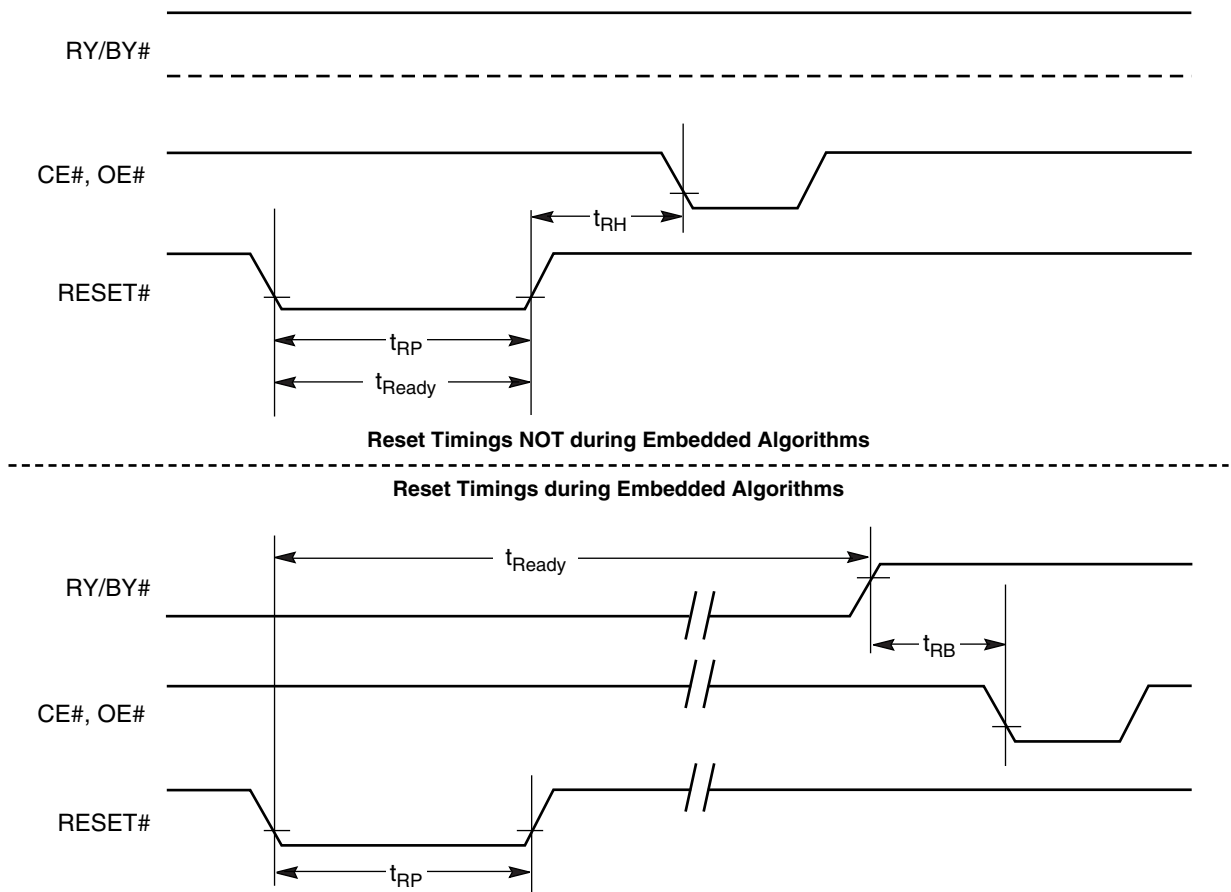 RY/BY#
CE#, OE#
tRH
RESET#
tRP
tReady
Reset Timings NOT during Embedded Algorithms
Reset Timings during Embedded Algorithms
tReady
RY/BY#
tRB
CE#, OE#
RESET#
tRP